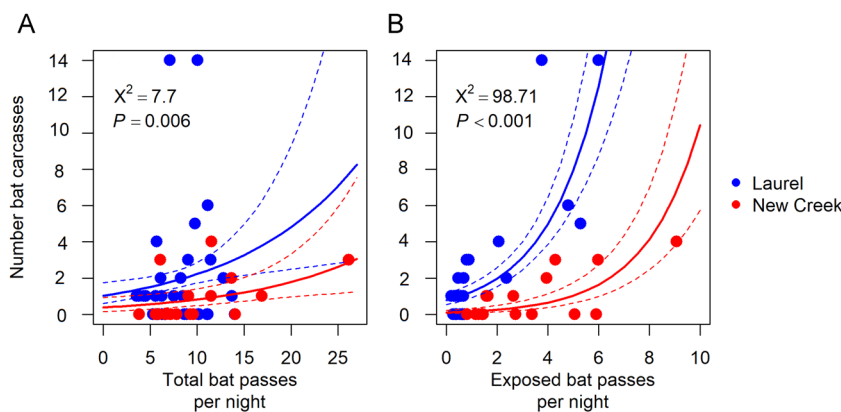 A
Number bat carcasses
14
12
10
8
6
4
2
0
X² = 7.7
P = 0.006
0 5 10 15 20 25
Total bat passes
per night
B
14
12
10
8
6
4
2
0
X² = 98.71
P < 0.001
0 2 4 6 8 10
Exposed bat passes
per night
Laurel
New Creek